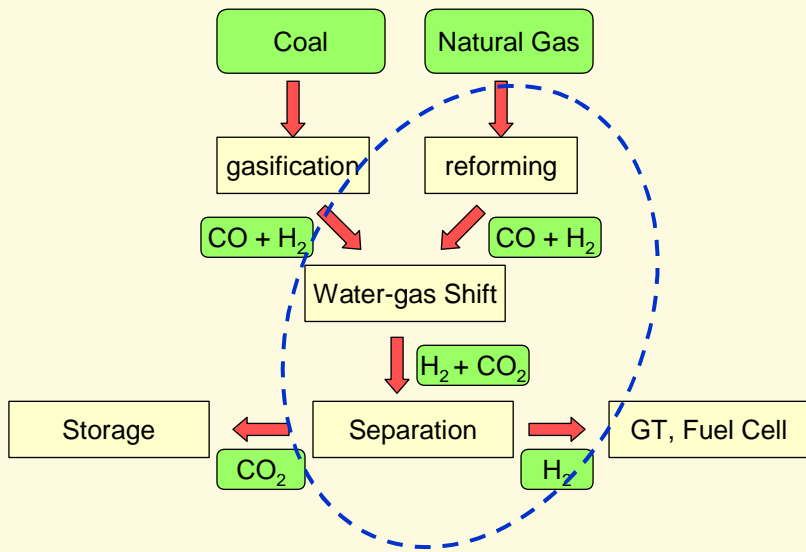 Coal
Natural Gas
gasification
reforming
CO + H₂
CO + H₂
Water-gas Shift
H₂ + CO₂
Storage
Separation
GT, Fuel Cell
CO₂
H₂